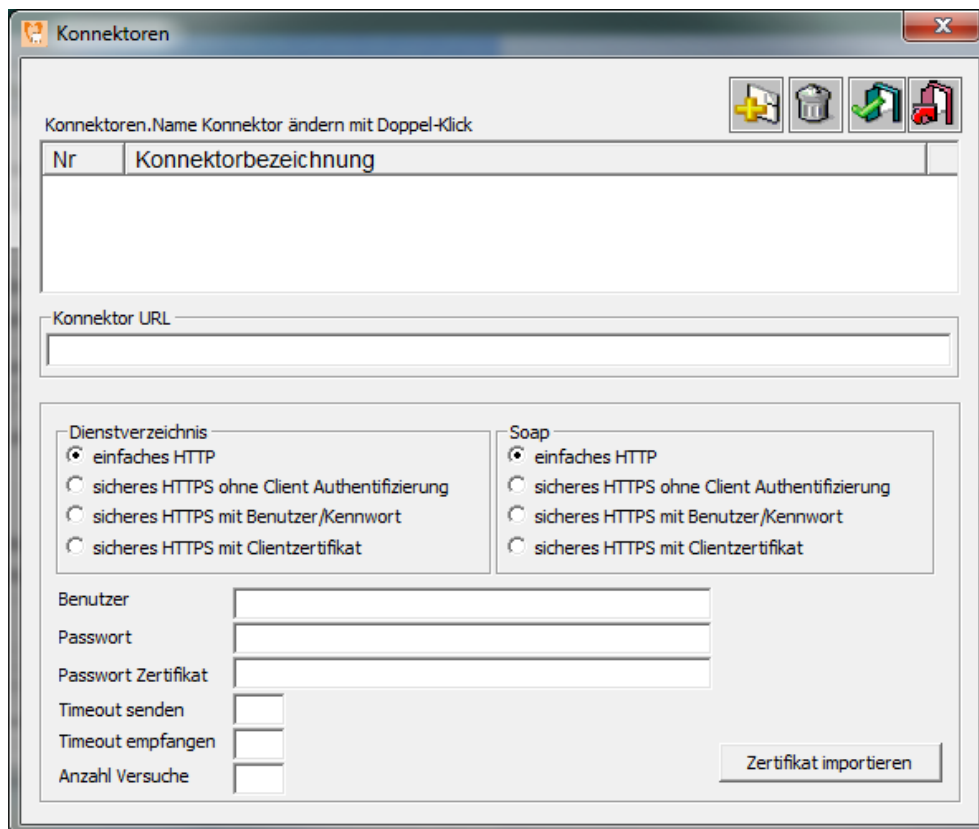 Konnektoren
Konnektoren.Name Konnektor ändern mit Doppel-Klick
Nr Konnektorbezeichnung
Konnektor URL
Dienstverzeichnis
einfaches HTTP
sicheres HTTPS ohne Client Authentifizierung
sicheres HTTPS mit Benutzer/Kennwort
sicheres HTTPS mit Clientzertifikat
Soap
einfaches HTTP
sicheres HTTPS ohne Client Authentifizierung
sicheres HTTPS mit Benutzer/Kennwort
sicheres HTTPS mit Clientzertifikat
Benutzer
Passwort
Passwort Zertifikat
Timeout senden
Timeout empfangen
Anzahl Versuche
Zertifikat importieren